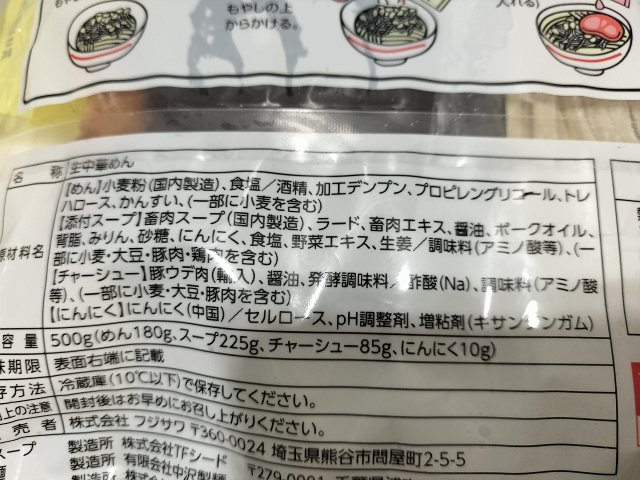 もやしの上
からかける。
入れる)
名 称 生中華めん
【めん】小麦粉(国内製造)、食塩/酒精、加工デンプン、プロピレングリコール、トレ
ハロース、かんすい、(一部に小麦を含む)
【添付スープ】畜肉スープ(国内製造)、ラード、畜肉エキス、醤油、ポークオイル、
原材料名 背脂、みりん、砂糖、にんにく、食塩、野菜エキス、生姜/調味料(アミノ酸等)、(一
部に小麦・大豆・豚肉・鶏肉を含む)
【チャーシュー】豚ウデ肉(輸入)、醤油、発酵調味料/酢酸(Na)、調味料(アミノ酸
等)、(一部に小麦・大豆・豚肉を含む)
【にんにく】にんにく(中国)/セルロース、pH調整剤、増粘剤(キサンタンガム)
容 量 500g(めん180g、スープ225g、チャーシュー85g、にんにく10g)
味期限 表面右端に記載
存方法 冷蔵庫(10℃以下)で保存してください。
上の注意 開封後はお早めにお召し上がりください。
売 者 株式会社 フジサワ 〒360-0024 埼玉県熊谷市問屋町2-5-5
スープ 製造所 株式会社TFシード
製造所 有限会社中沢製麺
〒279-0001